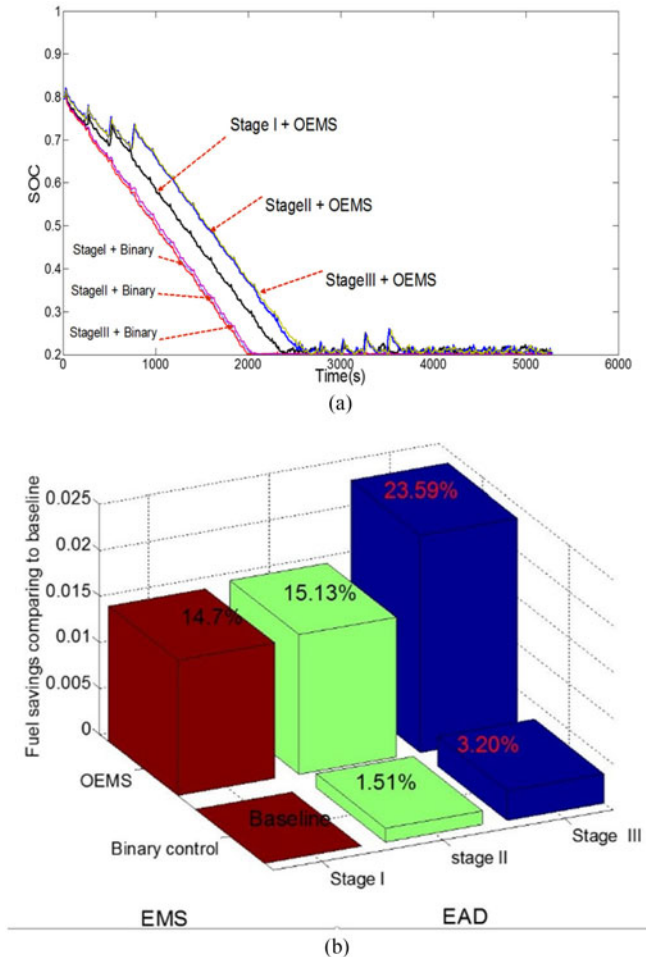 1
0.9
0.8
0.7
0.6
0.5
0.4
0.3
0.2
SOC
Stage I + OEMS
StageII + OEMS
StageIII + OEMS
StageI + Binary
StageII + Binary
StageIII + Binary
0 1000 2000 3000 4000 5000 6000
Time(s)
(a)
Fuel savings comparing to baseline
0.025
0.02
0.015
0.01
0.005
0
23.59%
15.13%
14.7%
3.20%
1.51%
Baseline
OEMS
Binary control
Stage I
stage II
Stage III
EMS
EAD
(b)